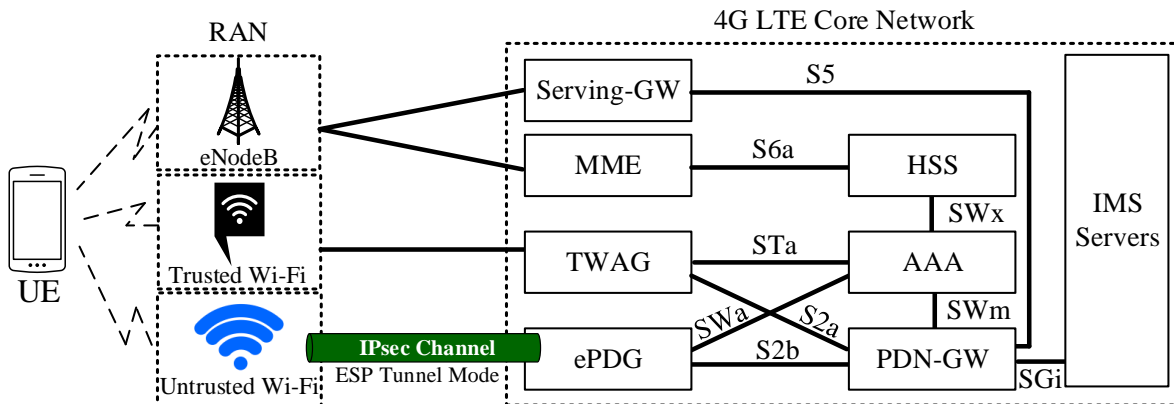 4G LTE Core Network
RAN
S5
Serving-GW
eNodeB
MME
S6a
HSS
IMS
Servers
SWx
UE
Trusted Wi-Fi
TWAG
STa
AAA
SWa
S2a
SWm
IPsec Channel
ESP Tunnel Mode
Untrusted Wi-Fi
ePDG
S2b
PDN-GW
SGi